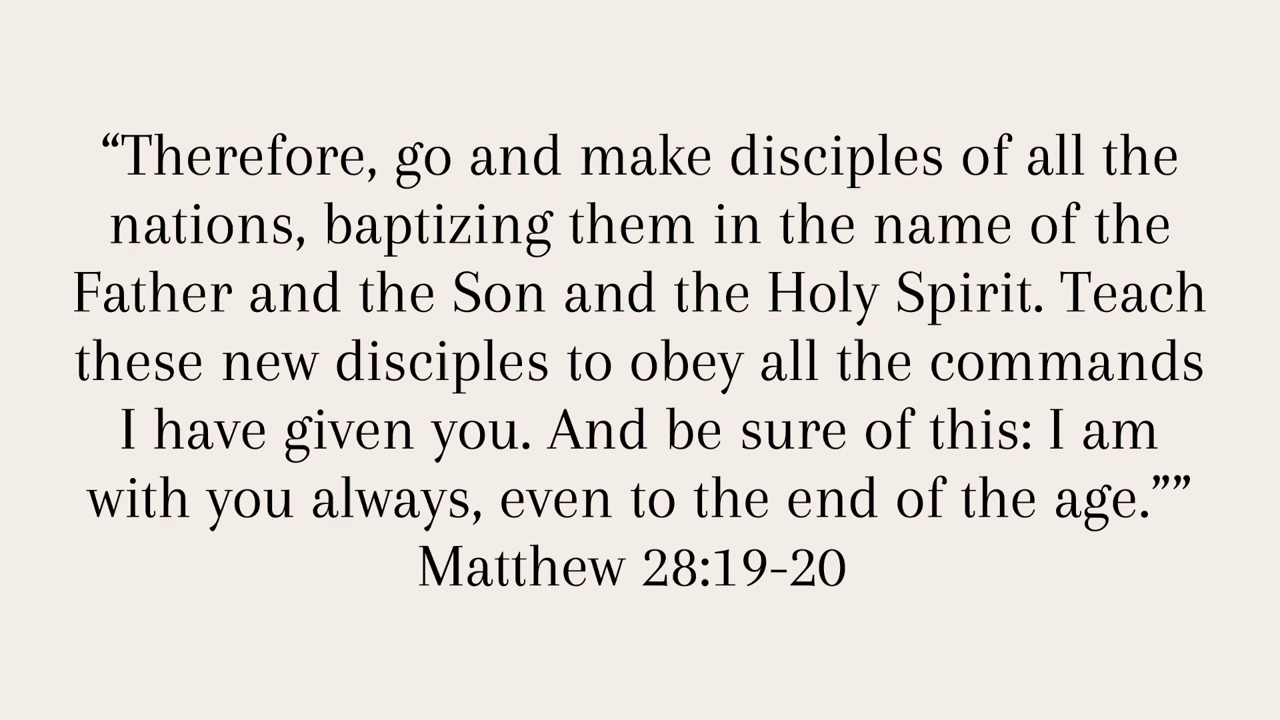 “Therefore, go and make disciples of all the
nations, baptizing them in the name of the
Father and the Son and the Holy Spirit. Teach
these new disciples to obey all the commands
I have given you. And be sure of this: I am
with you always, even to the end of the age.””
Matthew 28:19-20